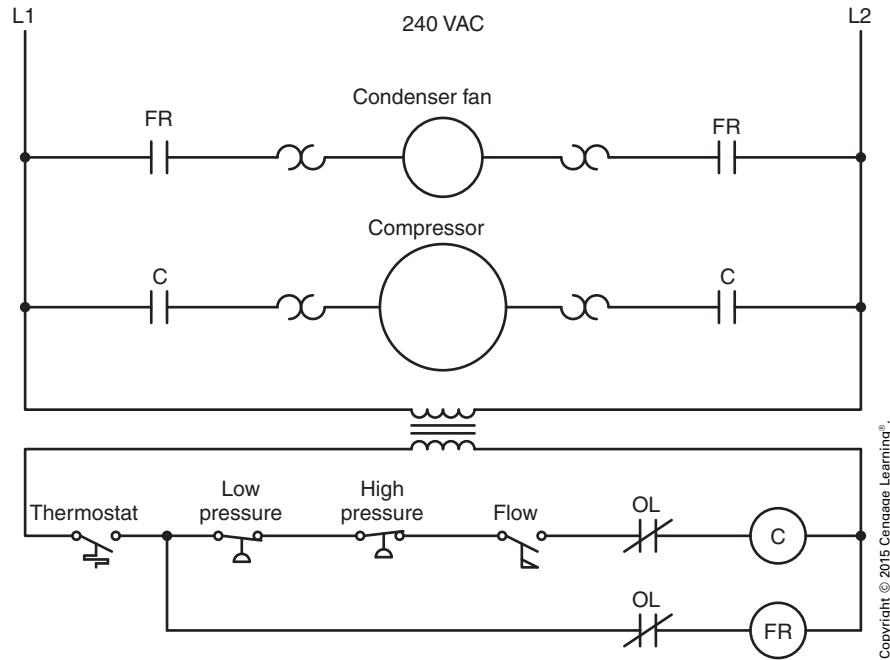 L1
240 VAC
L2
Condenser fan
FR
FR
Compressor
C
C
Thermostat
Low
pressure
High
pressure
Flow
OL
C
OL
FR
Copyright © 2015 Cengage Learning®.